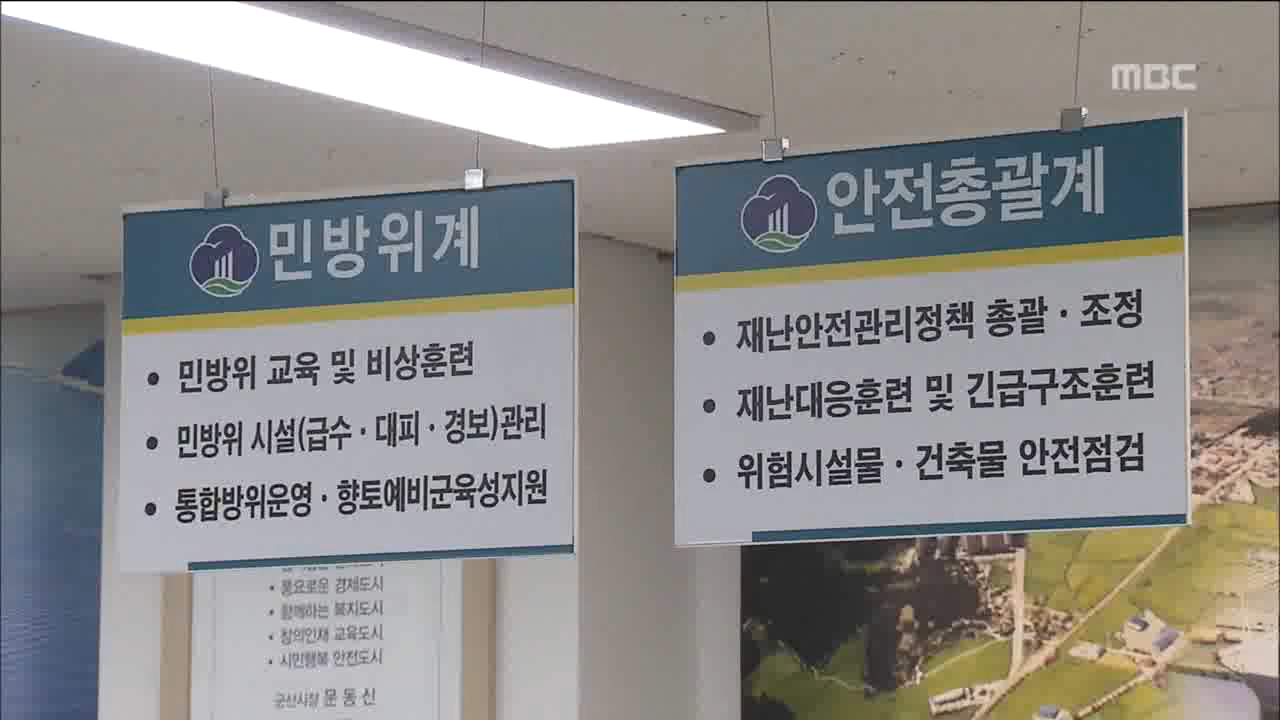 MBC
민방위계
• 민방위 교육 및 비상훈련
• 민방위 시설(급수·대피·경보)관리
• 통합방위운영·향토예비군육성지원
안전총괄계
• 재난안전관리정책 총괄·조정
• 재난대응훈련 및 긴급구조훈련
• 위험시설물·건축물 안전점검
• 풍요로운 경제도시
• 함께하는 복지도시
• 창의인재 교육도시
• 시민행복 안전도시
군산시장 문동신